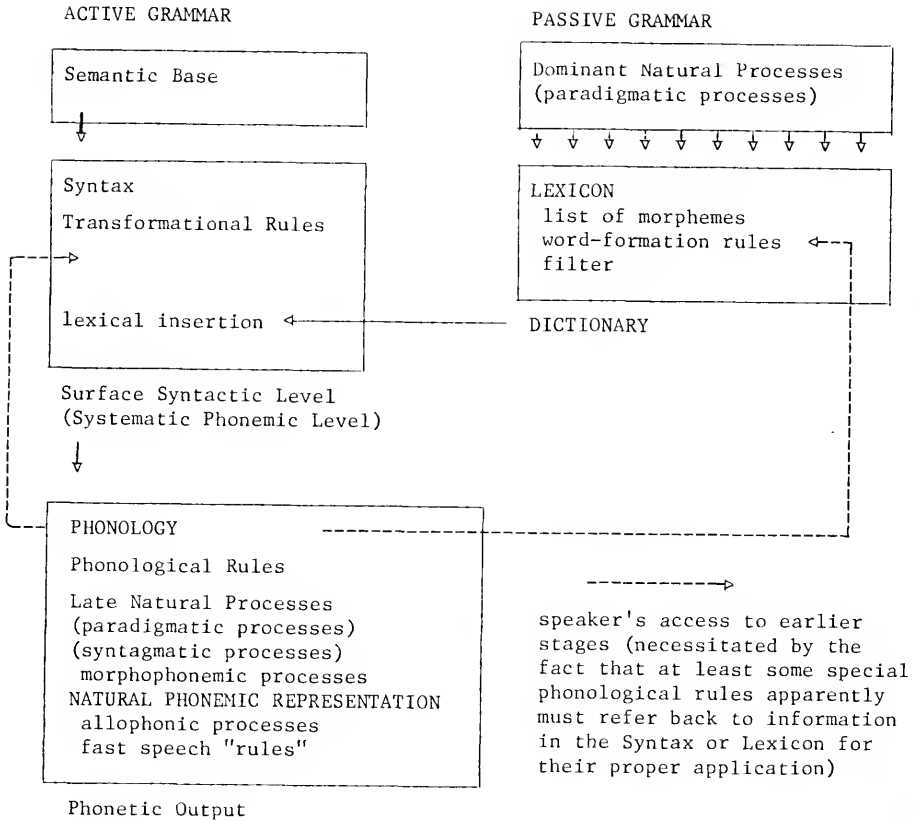 ACTIVE GRAMMAR
Semantic Base
Syntax
Transformational Rules
lexical insertion
Surface Syntactic Level
(Systematic Phonemic Level)
PHONOLOGY
Phonological Rules
Late Natural Processes
(paradigmatic processes)
(syntagmatic processes)
morphophonemic processes
NATURAL PHONEMIC REPRESENTATION
allophonic processes
fast speech "rules"
Phonetic Output
PASSIVE GRAMMAR
Dominant Natural Processes
(paradigmatic processes)
LEXICON
list of morphemes
word-formation rules
filter
DICTIONARY
speaker's access to earlier
stages (necessitated by the
fact that at least some special
phonological rules apparently
must refer back to information
in the Syntax or Lexicon for
their proper application)